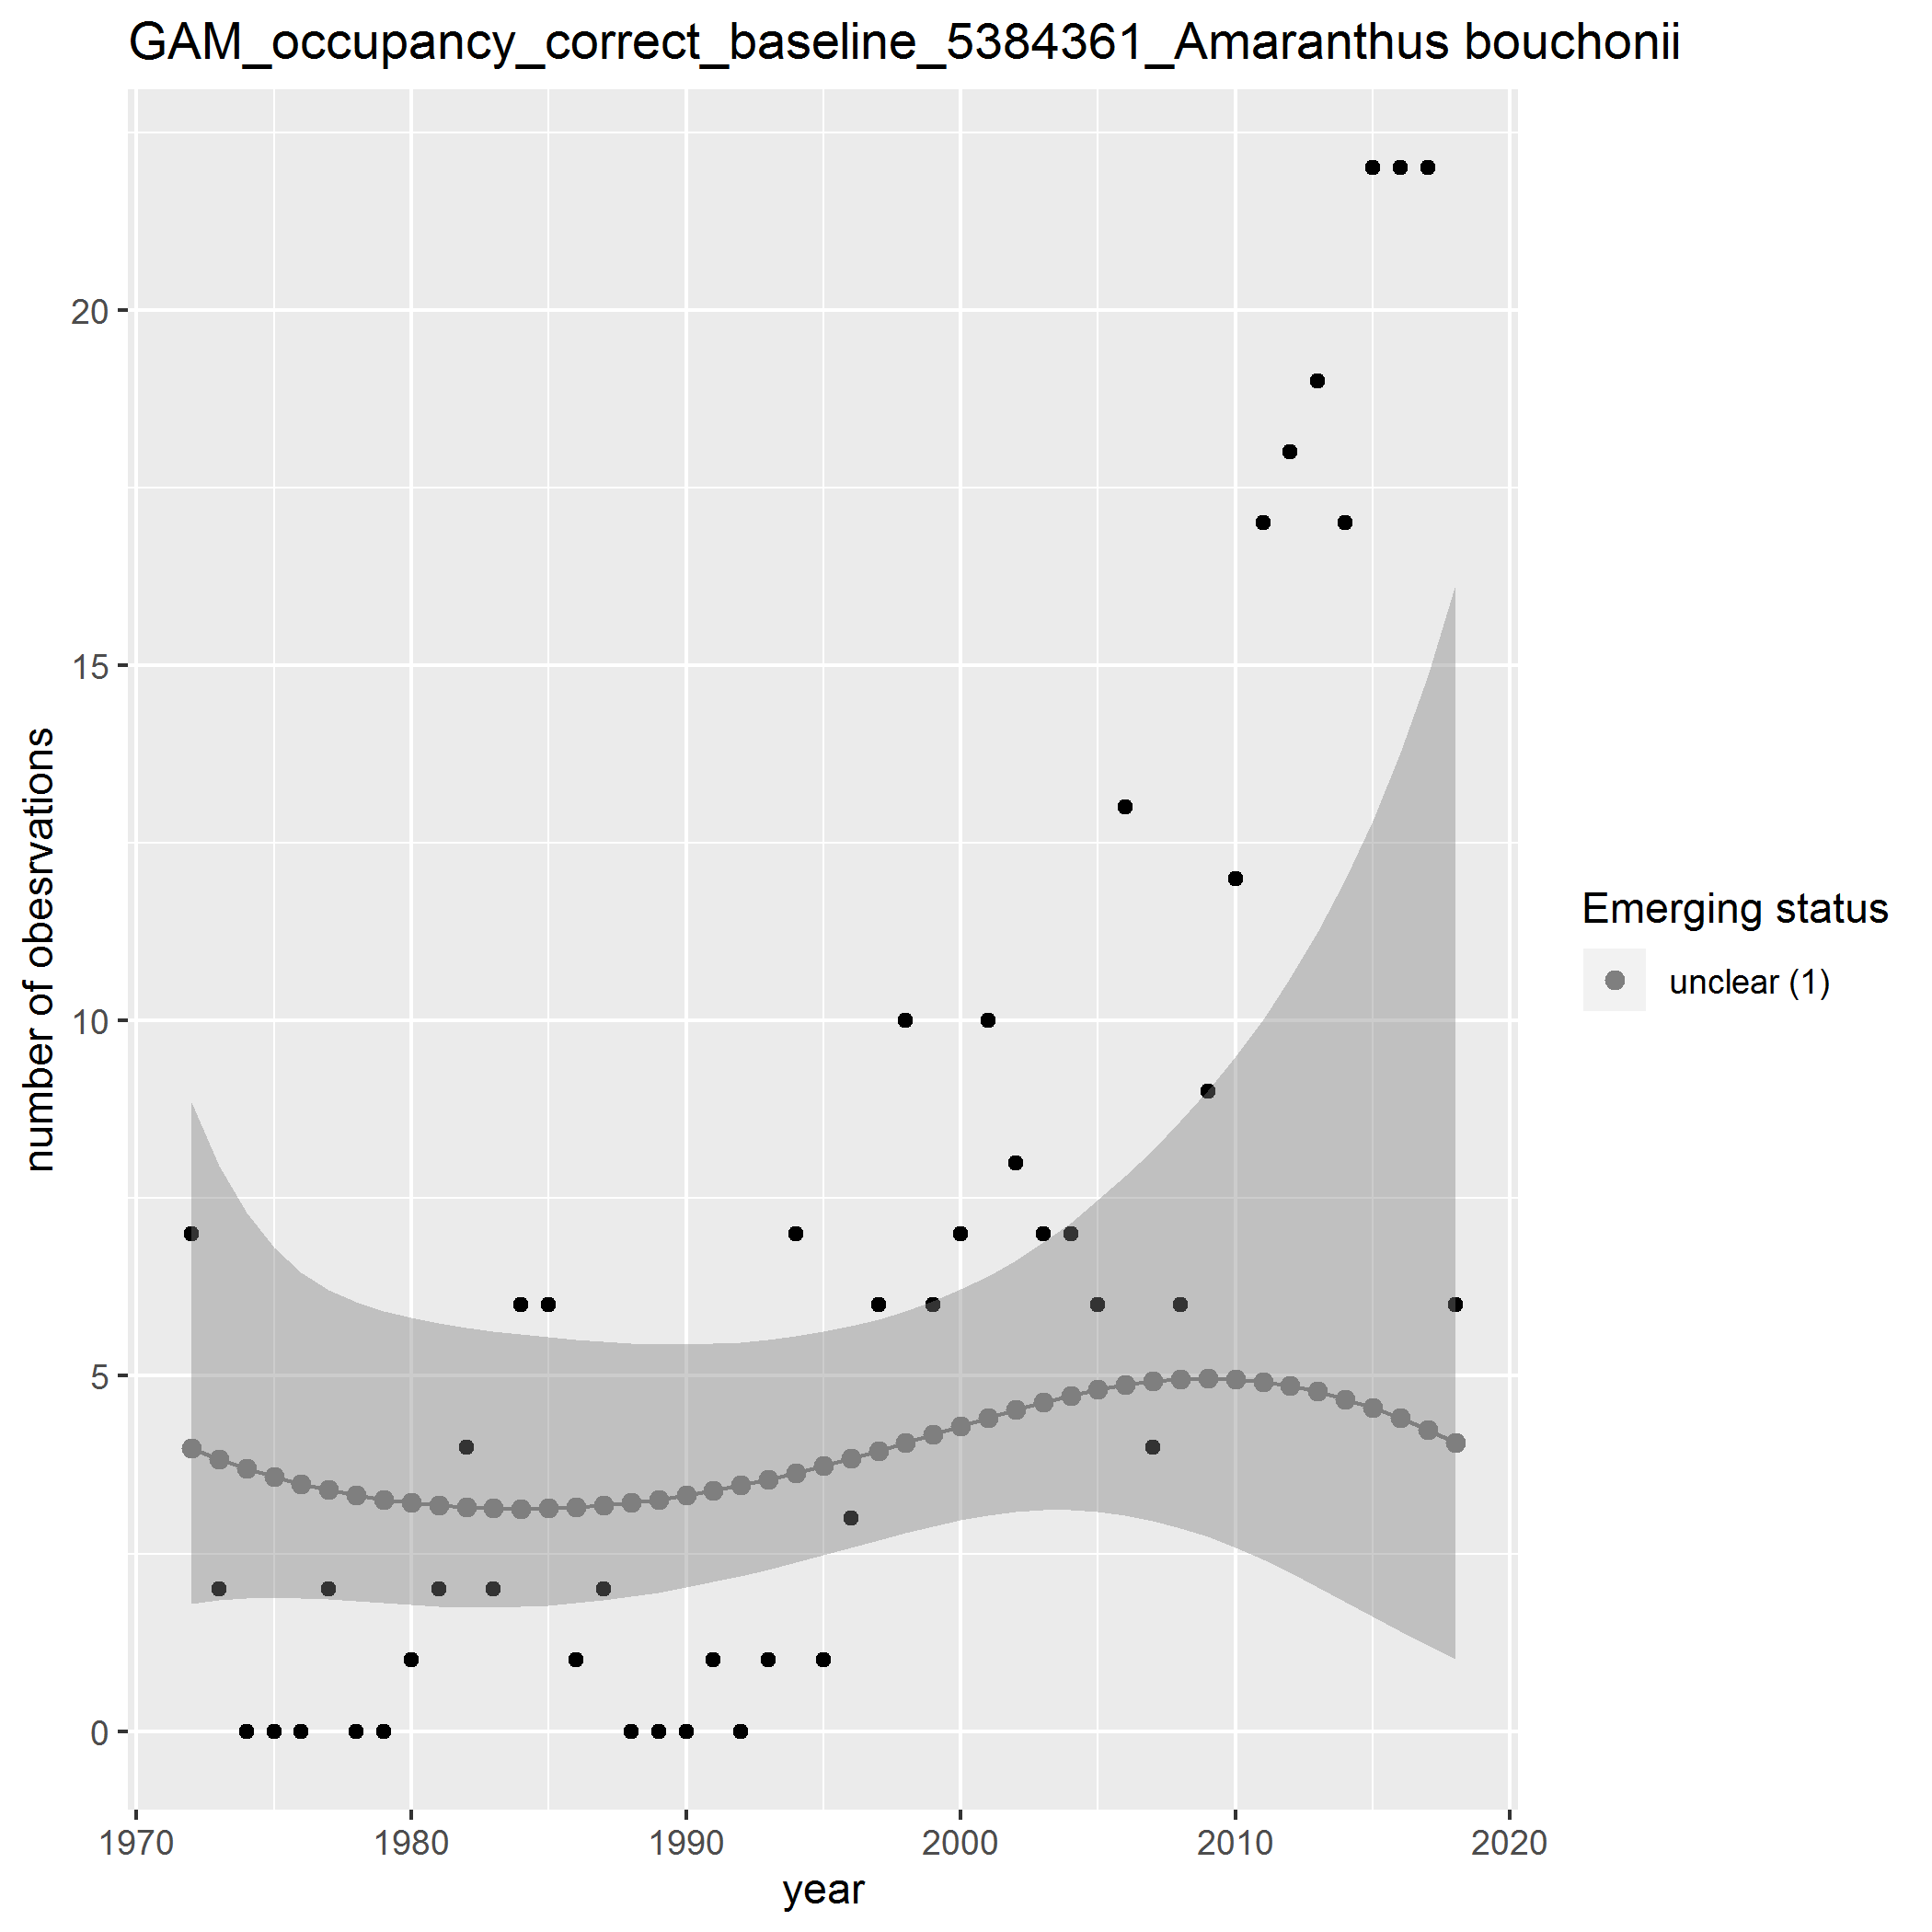 GAM_occupancy_correct_baseline_5384361_Amaranthus bouchonii
20
15
10
5
0
number of obesrvations
1970 1980 1990 2000 2010 2020
year
Emerging status
unclear (1)